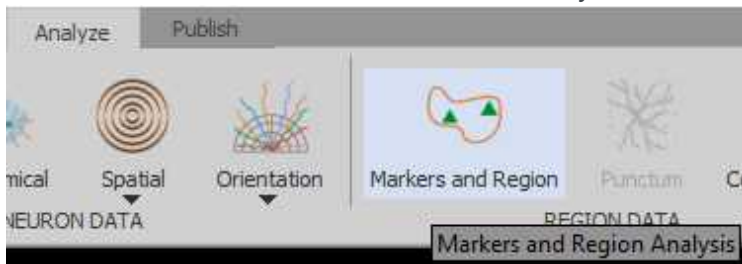 Analyze Publish
mical Spatial Orientation Markers and Region Punctum C
NEURON DATA REGION DATA
Markers and Region Analysis